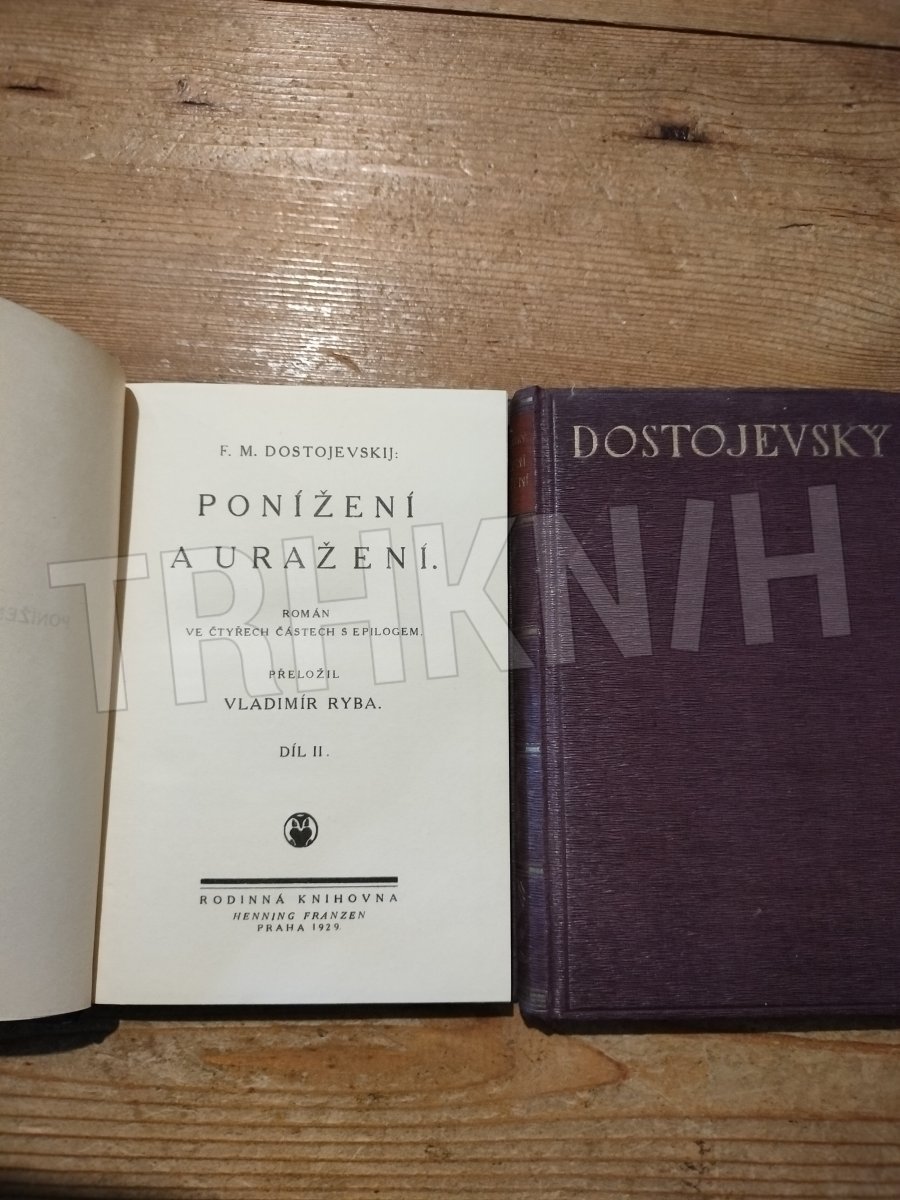 F. M. DOSTOJEVSKIJ:
PONÍŽENÍ
A URAŽENÍ.
ROMÁN
VE ČTYŘECH ČÁSTECH S EPILOGEM.
PŘELOŽIL
VLADIMÍR RYBA.
DÍL II.
RODINNÁ KNIHOVNA
HENNING FRANZEN
PRAHA 1929.
DOSTOJEVSKY
TRHKNIH